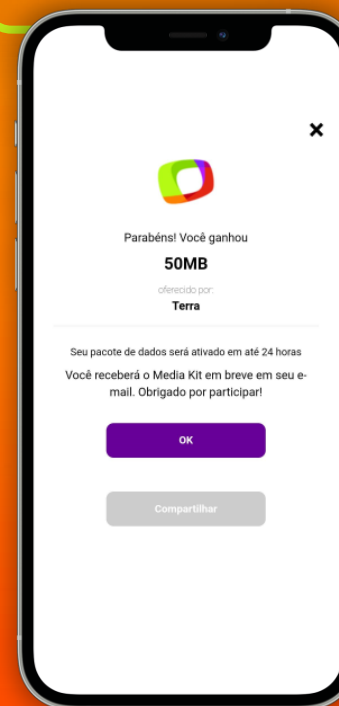 Parabéns! Você ganhou
50MB
oferecido por:
Terra
Seu pacote de dados será ativado em até 24 horas
Você receberá o Media Kit em breve em seu e-
mail. Obrigado por participar!
OK
Compartilhar